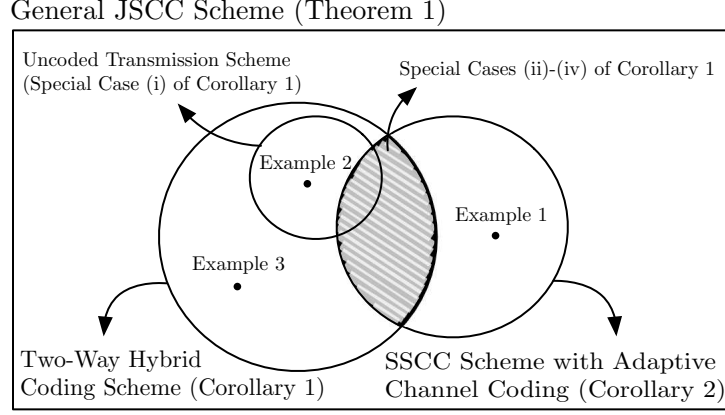 General JSCC Scheme (Theorem 1)
Uncoded Transmission Scheme
(Special Case (i) of Corollary 1)
Special Cases (ii)-(iv) of Corollary 1
Example 2
Example 1
Example 3
Two-Way Hybrid
Coding Scheme (Corollary 1)
SSCC Scheme with Adaptive
Channel Coding (Corollary 2)